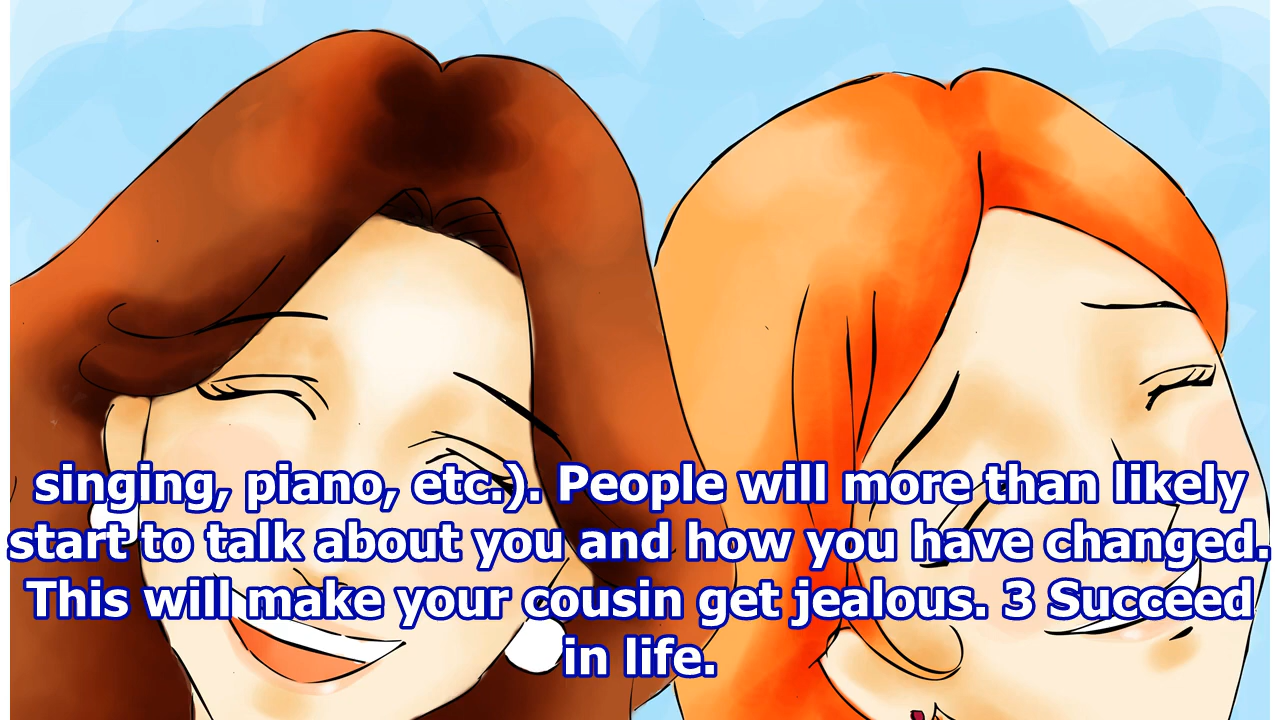 singing, piano, etc.). People will more than likely
start to talk about you and how you have changed.
This will make your cousin get jealous. 3 Succeed
in life.